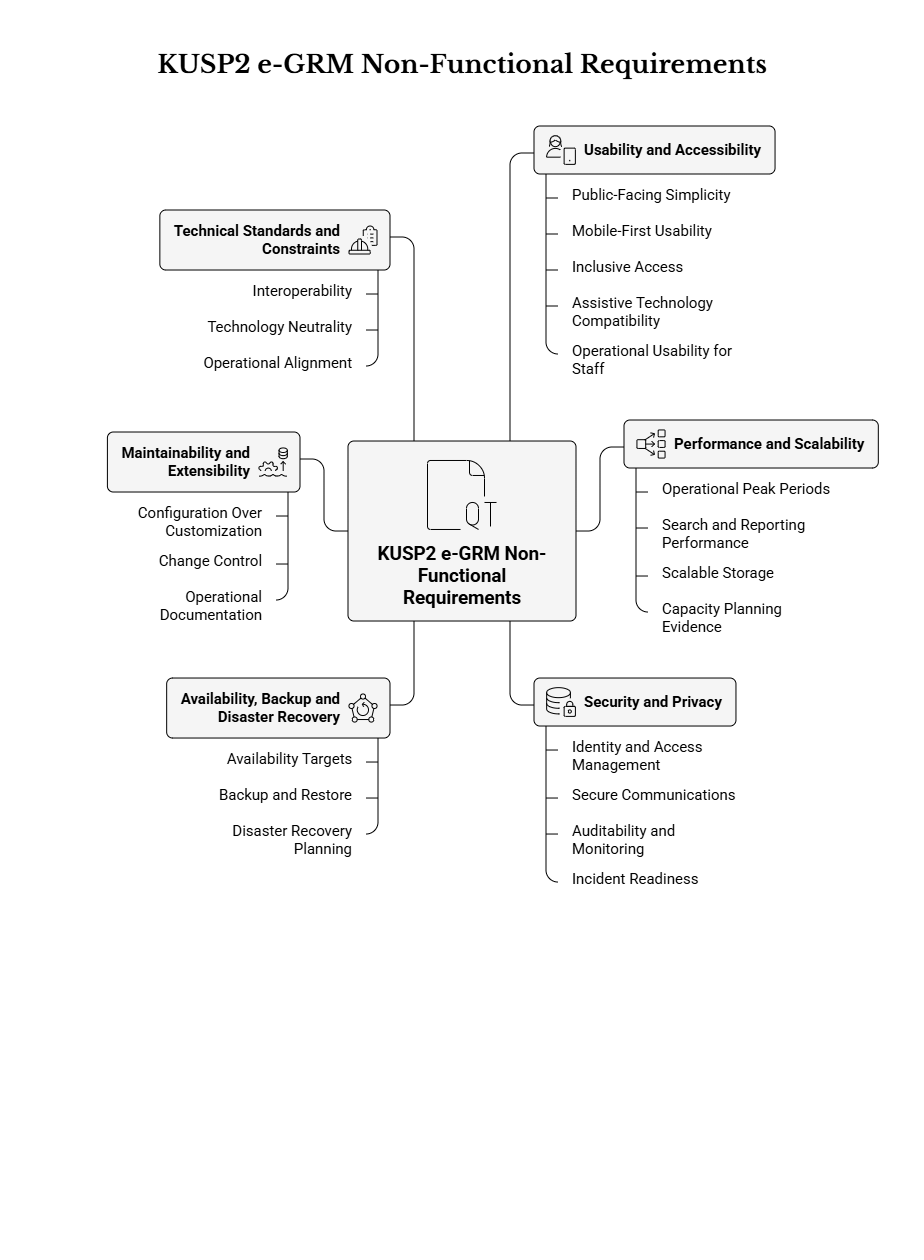 KUSP2 e-GRM Non-Functional Requirements
Usability and Accessibility
Public-Facing Simplicity
Mobile-First Usability
Inclusive Access
Assistive Technology
Compatibility
Operational Usability for
Staff
Technical Standards and
Constraints
Interoperability
Technology Neutrality
Operational Alignment
Maintainability and
Extensibility
Configuration Over
Customization
Change Control
Operational
Documentation
QT
KUSP2 e-GRM Non-
Functional
Requirements
Performance and Scalability
Operational Peak Periods
Search and Reporting
Performance
Scalable Storage
Capacity Planning
Evidence
Availability, Backup and
Disaster Recovery
Availability Targets
Backup and Restore
Disaster Recovery
Planning
Security and Privacy
Identity and Access
Management
Secure Communications
Auditability and
Monitoring
Incident Readiness